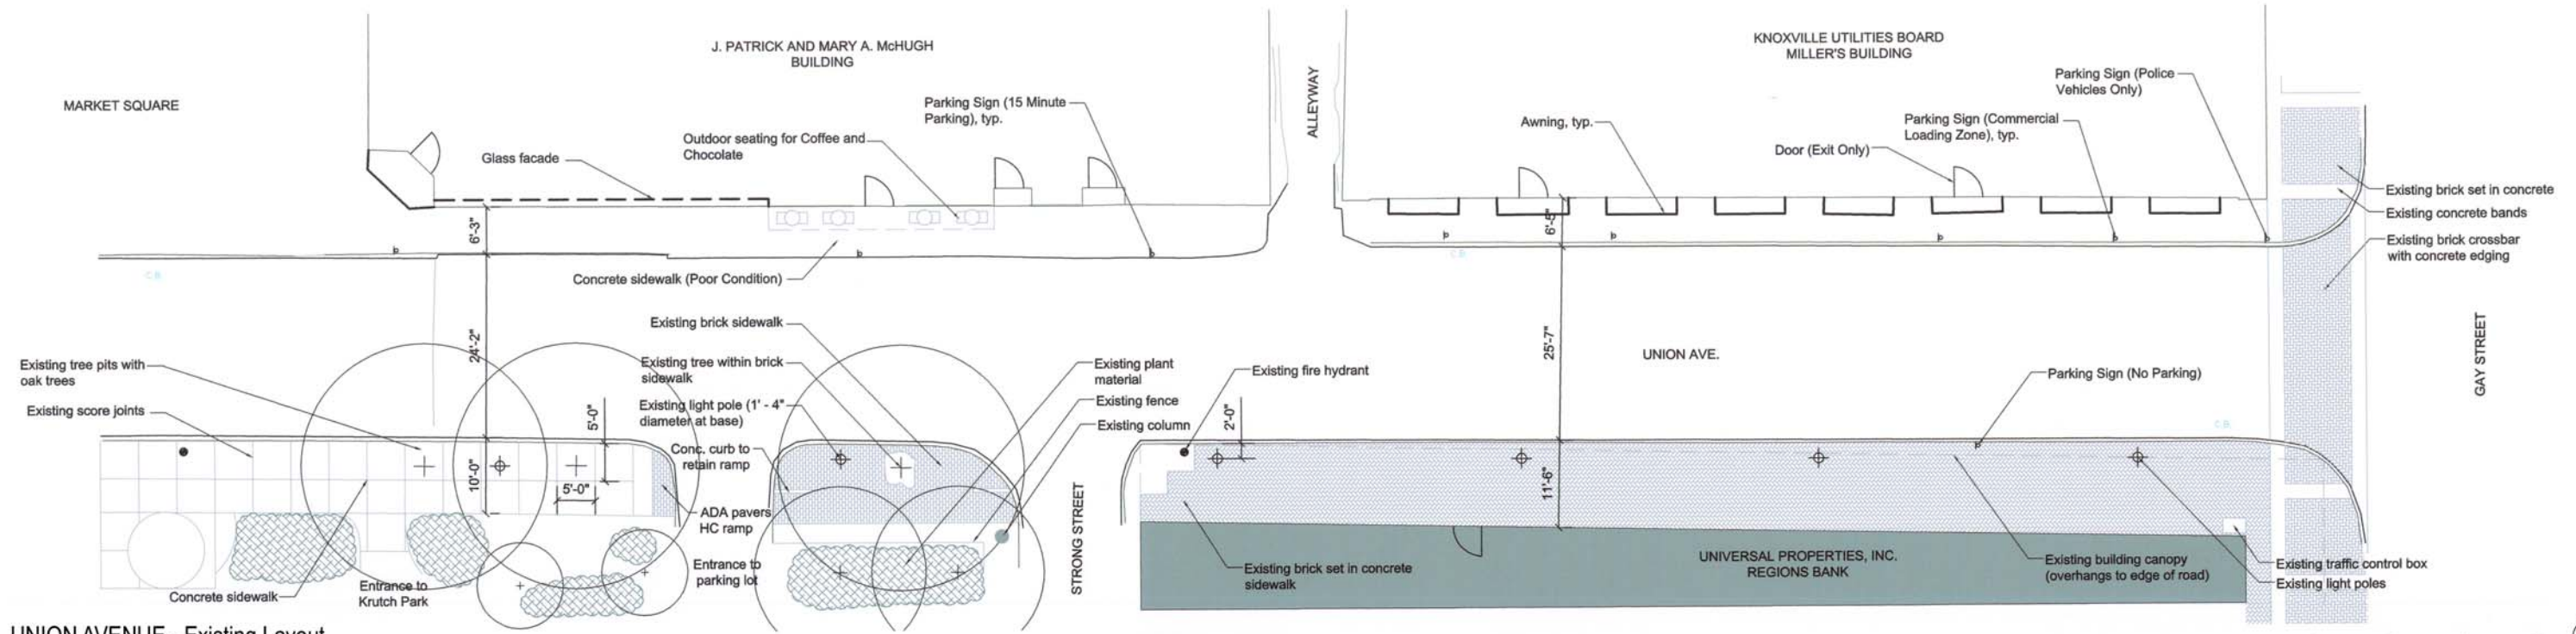 J. PATRICK AND MARY A. McHUGH
BUILDING
KNOXVILLE UTILITIES BOARD
MILLER'S BUILDING
MARKET SQUARE
ALLEYWAY
Parking Sign (15 Minute
Parking), typ.
Parking Sign (Police
Vehicles Only)
Outdoor seating for Coffee and
Chocolate
Glass facade
Awning, typ.
Parking Sign (Commercial
Loading Zone), typ.
Door (Exit Only)
Existing brick set in concrete
Existing concrete bands
Existing brick crossbar
with concrete edging
6'-3"
6'-5"
C.B.
C.B.
Concrete sidewalk (Poor Condition)
Existing brick sidewalk
24'-2"
25'-7"
UNION AVE.
GAY STREET
Existing tree pits with
oak trees
Existing tree within brick
sidewalk
Existing plant
material
Existing fire hydrant
Parking Sign (No Parking)
Existing score joints
Existing light pole (1' - 4"
diameter at base)
Existing fence
Existing column
5'-0"
2'-0"
C.B.
Conc. curb to
retain ramp
10'-0"
5'-0"
11'-6"
ADA pavers
HC ramp
STRONG STREET
Entrance to
parking lot
Entrance to
Krutch Park
Concrete sidewalk
Existing brick set in concrete
sidewalk
UNIVERSAL PROPERTIES, INC.
REGIONS BANK
Existing building canopy
(overhangs to edge of road)
Existing traffic control box
Existing light poles
UNION AVENUE - Existing Layout